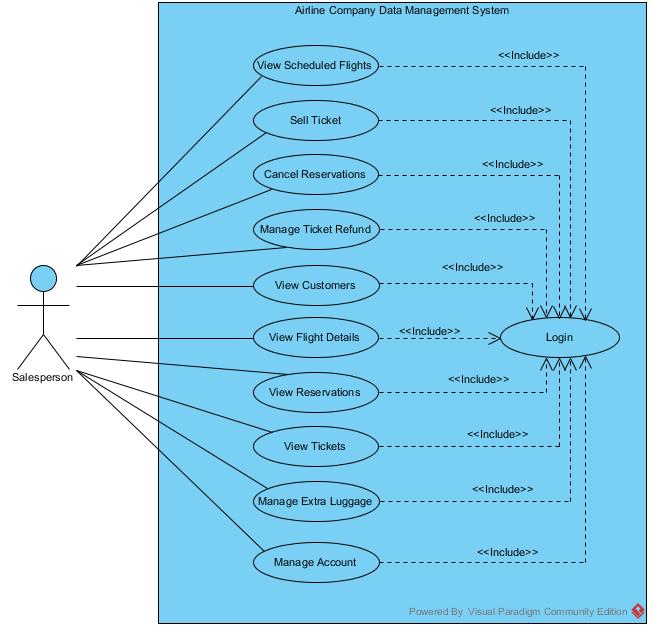 Airline Company Data Management System
View Scheduled Flights
<<Include>>
Sell Ticket
<<Include>>
Cancel Reservations
<<Include>>
Manage Ticket Refund
<<Include>>
View Customers
<<Include>>
View Flight Details
<<Include>>
Login
Salesperson
View Reservations
<<Include>>
View Tickets
<<Include>>
Manage Extra Luggage
<<Include>>
Manage Account
<<Include>>
Powered By Visual Paradigm Community Edition